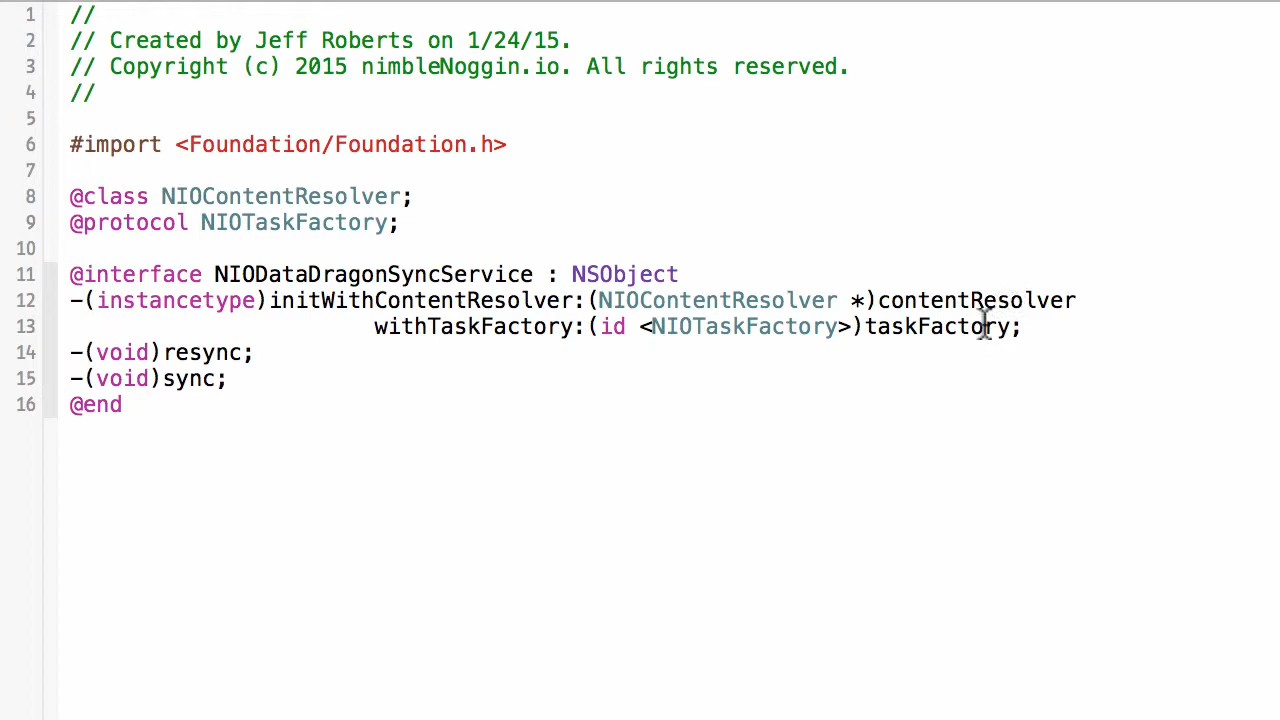 1 //
2 // Created by Jeff Roberts on 1/24/15.
3 // Copyright (c) 2015 nimbleNoggin.io. All rights reserved.
4 //
5
6 #import <Foundation/Foundation.h>
7
8 @class NIOContentResolver;
9 @protocol NIOTaskFactory;
10
11 @interface NIODataDragonSyncService : NSObject
12 -(instancetype)initWithContentResolver:(NIOContentResolver *)contentResolver
13                        withTaskFactory:(id <NIOTaskFactory>)taskFactory;
14 -(void)resync;
15 -(void)sync;
16 @end